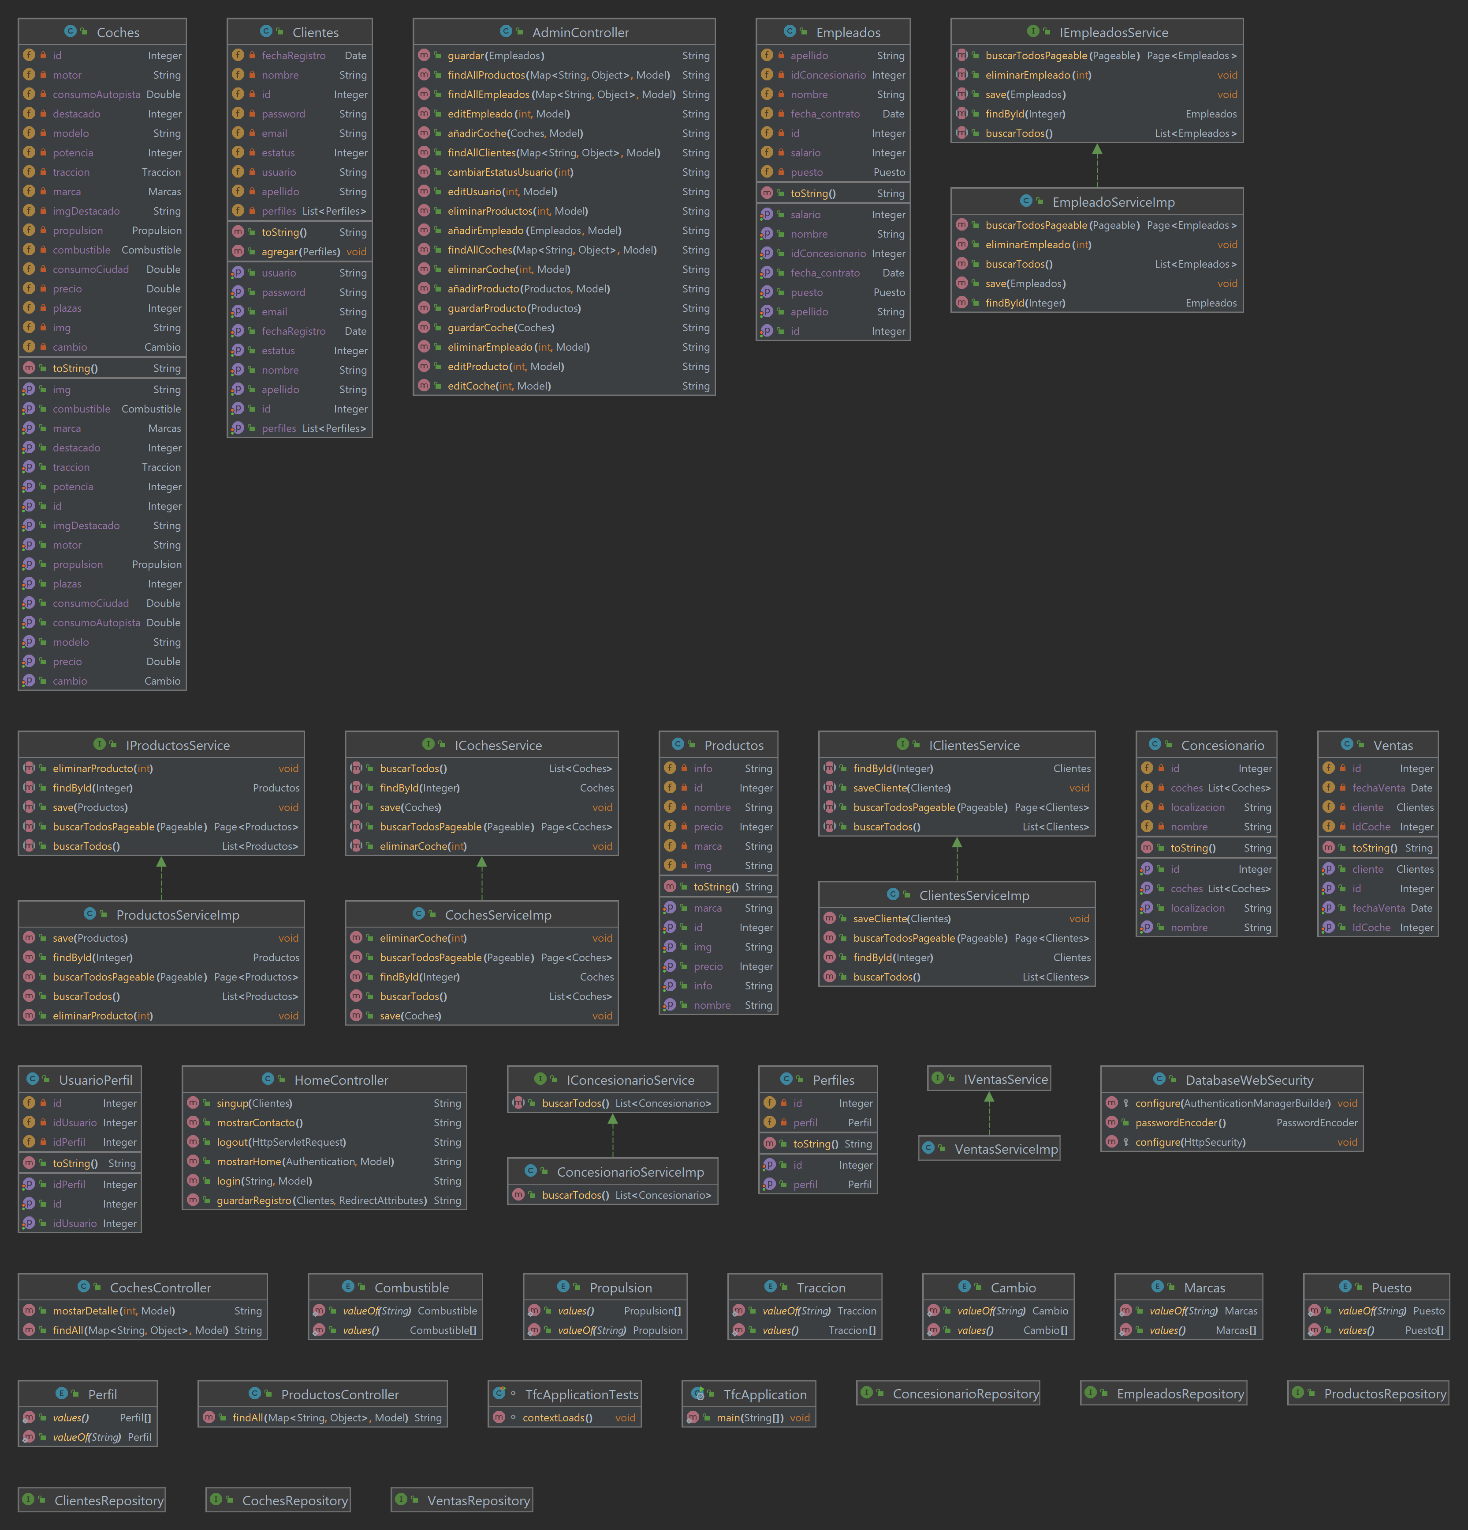 Coches
id Integer
motor String
consumoAutopista Double
destacado Integer
modelo String
potencia Integer
traccion Traccion
marca Marcas
imgDestacado String
propulsion Propulsion
combustible Combustible
consumoCiudad Double
precio Double
plazas Integer
img String
cambio Cambio
toString() String
img String
combustible Combustible
marca Marcas
destacado Integer
traccion Traccion
potencia Integer
id Integer
imgDestacado String
motor String
propulsion Propulsion
plazas Integer
consumoCiudad Double
consumoAutopista Double
modelo String
precio Double
cambio Cambio
Clientes
fechaRegistro Date
nombre String
id Integer
password String
email String
estatus Integer
usuario String
apellido String
perfiles List<Perfiles>
toString() String
agregar(Perfiles) void
usuario String
password String
email String
fechaRegistro Date
estatus Integer
nombre String
apellido String
id Integer
perfiles List<Perfiles>
AdminController
guardar(Empleados) String
findAllProductos(Map<String, Object>, Model) String
findAllEmpleados(Map<String, Object>, Model) String
editEmpleado(int, Model) String
añadirCoche(Coches, Model) String
findAllClientes(Map<String, Object>, Model) String
cambiarEstatusUsuario(int) String
editUsuario(int, Model) String
eliminarProductos(int, Model) String
añadirEmpleado(Empleados, Model) String
findAllCoches(Map<String, Object>, Model) String
eliminarCoche(int, Model) String
añadirProducto(Productos, Model) String
guardarProducto(Productos) String
guardarCoche(Coches) String
eliminarEmpleado(int, Model) String
editProducto(int, Model) String
editCoche(int, Model) String
Empleados
apellido String
idConcesionario Integer
nombre String
fecha_contrato Date
id Integer
salario Integer
puesto Puesto
toString() String
salario Integer
nombre String
idConcesionario Integer
fecha_contrato Date
puesto Puesto
apellido String
id Integer
IEmpleadosService
buscarTodosPageable(Pageable) Page<Empleados>
eliminarEmpleado(int) void
save(Empleados) void
findById(Integer) Empleados
buscarTodos() List<Empleados>
EmpleadoServiceImp
buscarTodosPageable(Pageable) Page<Empleados>
eliminarEmpleado(int) void
buscarTodos() List<Empleados>
save(Empleados) void
findById(Integer) Empleados
IProductosService
eliminarProducto(int) void
findById(Integer) Productos
save(Productos) void
buscarTodosPageable(Pageable) Page<Productos>
buscarTodos() List<Productos>
ProductosServiceImp
save(Productos) void
findById(Integer) Productos
buscarTodosPageable(Pageable) Page<Productos>
buscarTodos() List<Productos>
eliminarProducto(int) void
ICochesService
buscarTodos() List<Coches>
findById(Integer) Coches
save(Coches) void
buscarTodosPageable(Pageable) Page<Coches>
eliminarCoche(int) void
CochesServiceImp
eliminarCoche(int) void
buscarTodosPageable(Pageable) Page<Coches>
findById(Integer) Coches
buscarTodos() List<Coches>
save(Coches) void
Productos
info String
id Integer
nombre String
precio Integer
marca String
img String
toString() String
marca String
id Integer
img String
precio Integer
info String
nombre String
IClientesService
findById(Integer) Clientes
saveCliente(Clientes) void
buscarTodosPageable(Pageable) Page<Clientes>
buscarTodos() List<Clientes>
ClientesServiceImp
saveCliente(Clientes) void
buscarTodosPageable(Pageable) Page<Clientes>
findById(Integer) Clientes
buscarTodos() List<Clientes>
Concesionario
id Integer
coches List<Coches>
localizacion String
nombre String
toString() String
id Integer
coches List<Coches>
localizacion String
nombre String
Ventas
id Integer
fechaVenta Date
cliente Clientes
IdCoche Integer
toString() String
cliente Clientes
id Integer
fechaVenta Date
IdCoche Integer
UsuarioPerfil
id Integer
idUsuario Integer
idPerfil Integer
toString() String
idPerfil Integer
id Integer
idUsuario Integer
HomeController
singup(Clientes) String
mostrarContacto() String
logout(HttpServletRequest) String
mostrarHome(Authentication, Model) String
login(String, Model) String
guardarRegistro(Clientes, RedirectAttributes) String
IConcesionarioService
buscarTodos() List<Concesionario>
ConcesionarioServiceImp
buscarTodos() List<Concesionario>
Perfiles
id Integer
perfil Perfil
toString() String
id Integer
perfil Perfil
IVentasService
VentasServiceImp
DatabaseWebSecurity
configure(AuthenticationManagerBuilder) void
passwordEncoder() PasswordEncoder
configure(HttpSecurity) void
CochesController
mostarDetalle(int, Model) String
findAll(Map<String, Object>, Model) String
Combustible
valueOf(String) Combustible
values() Combustible[]
Propulsion
values() Propulsion[]
valueOf(String) Propulsion
Traccion
valueOf(String) Traccion
values() Traccion[]
Cambio
valueOf(String) Cambio
values() Cambio[]
Marcas
valueOf(String) Marcas
values() Marcas[]
Puesto
valueOf(String) Puesto
values() Puesto[]
Perfil
values() Perfil[]
valueOf(String) Perfil
ProductosController
findAll(Map<String, Object>, Model) String
TfcApplicationTests
contextLoads() void
TfcApplication
main(String[]) void
ConcesionarioRepository
EmpleadosRepository
ProductosRepository
ClientesRepository
CochesRepository
VentasRepository